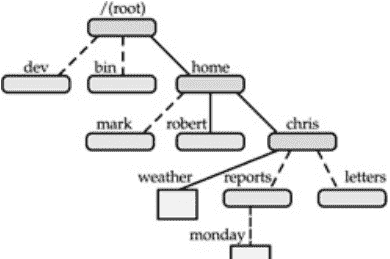 /(root)
dev bin home
mark robert chris
weather reports letters
monday